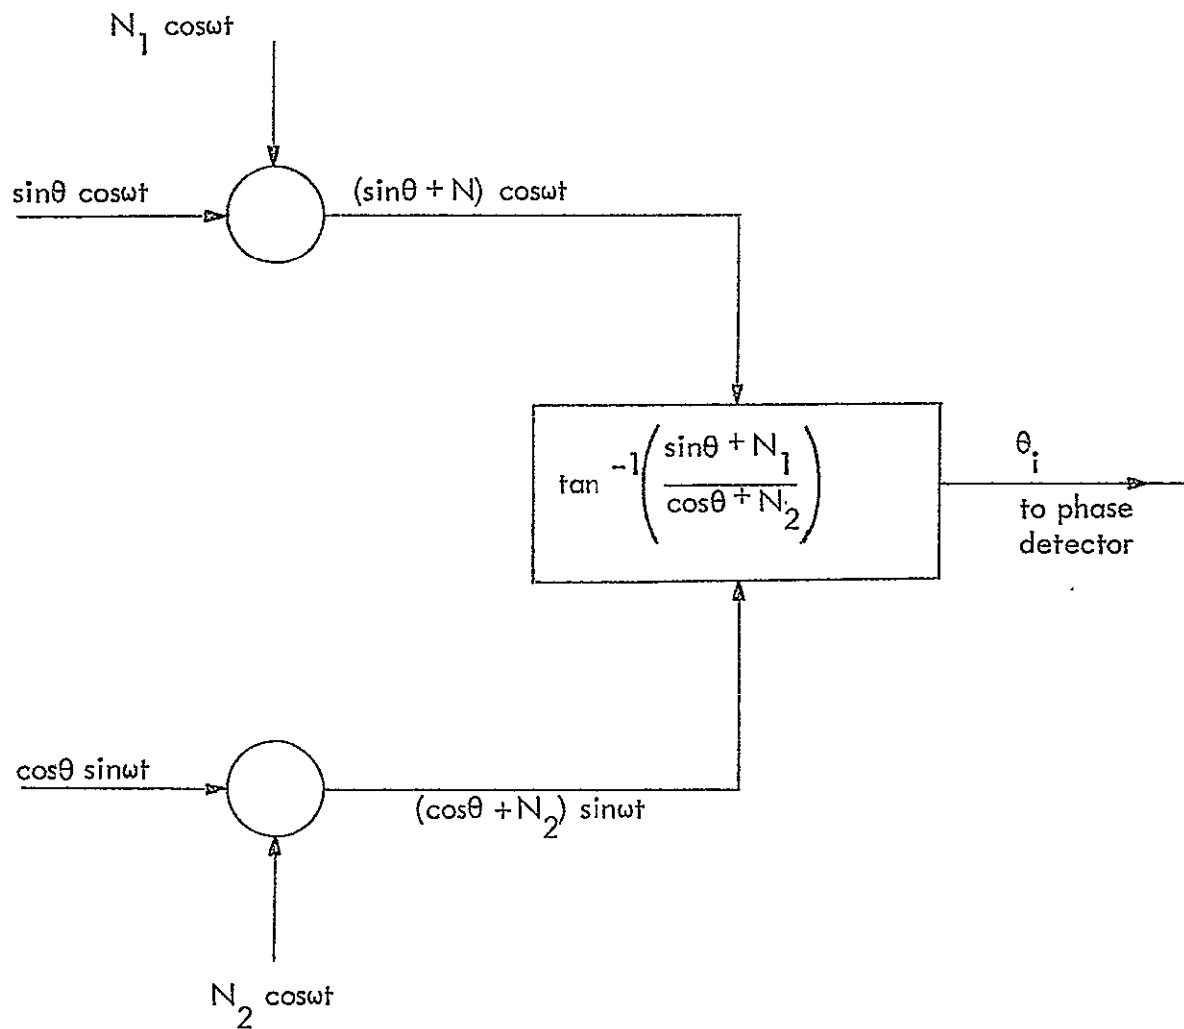 N₁ cosωt
sinθ cosωt
(sinθ + N) cosωt
tan⁻¹(sinθ + N₁
cosθ + N₂)
θᵢ
to phase
detector
cosθ sinωt
(cosθ + N₂) sinωt
N₂ cosωt